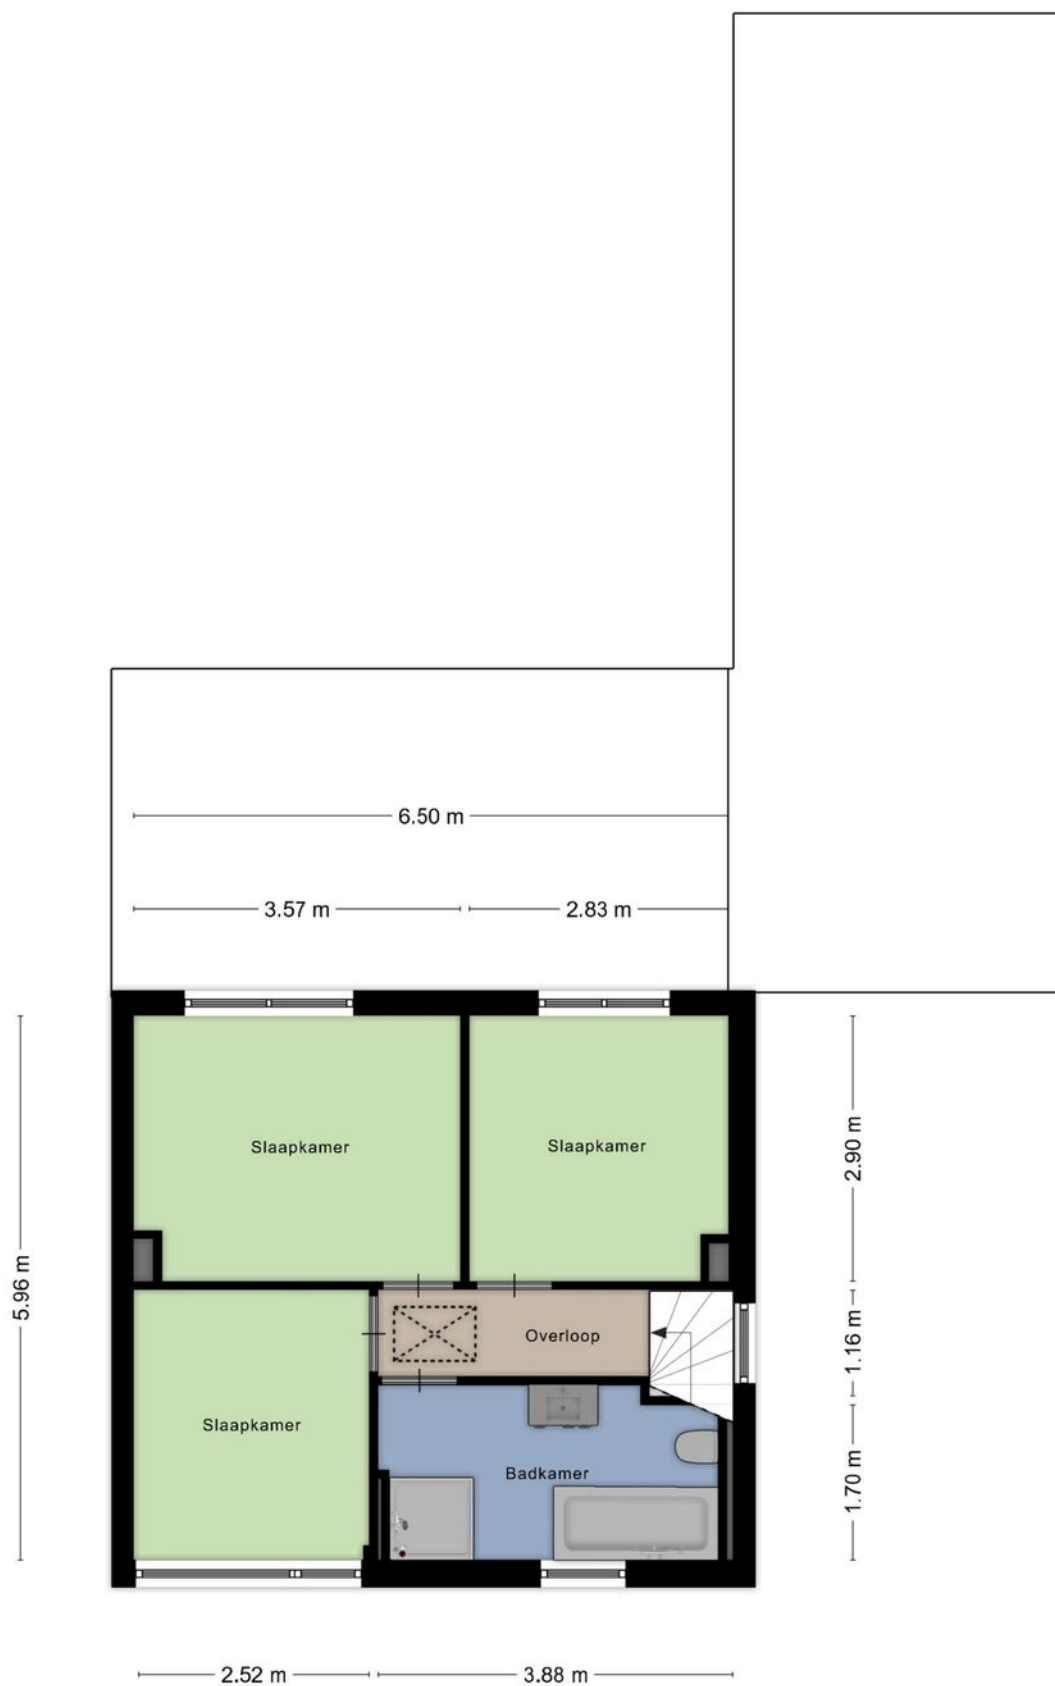 6.50 m
3.57 m
2.83 m
Slaapkamer
Slaapkamer
2.90 m
5.96 m
Overloop
1.16 m
Slaapkamer
Badkamer
1.70 m
2.52 m
3.88 m